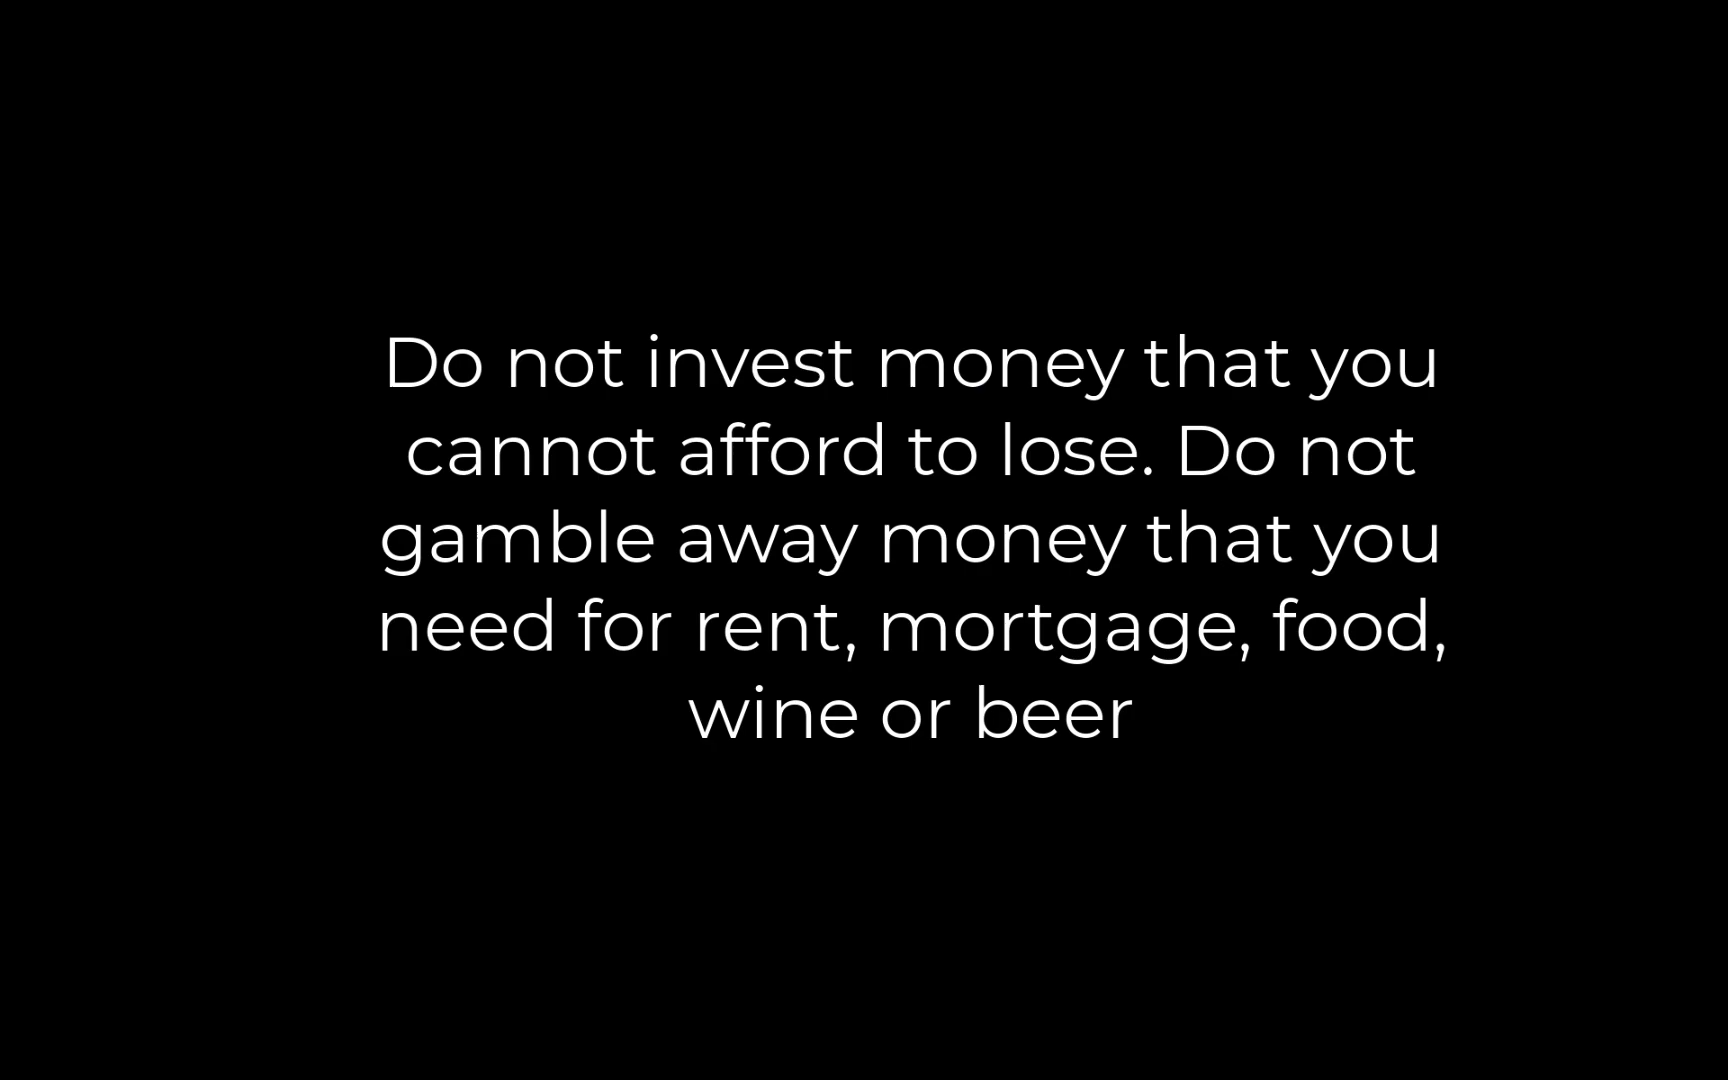 Do not invest money that you
cannot afford to lose. Do not
gamble away money that you
need for rent, mortgage, food,
wine or beer